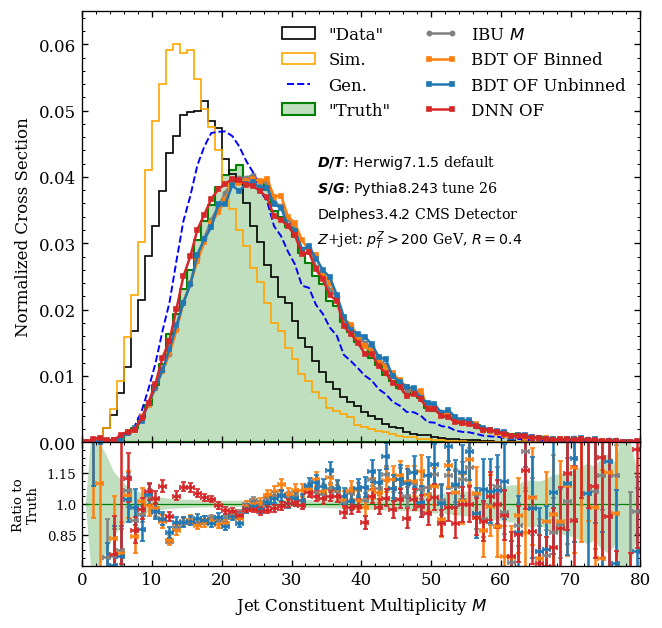 "Data"
Sim.
Gen.
"Truth"
IBU M
BDT OF Binned
BDT OF Unbinned
DNN OF
D/T: Herwig7.1.5 default
S/G: Pythia8.243 tune 26
Delphes3.4.2 CMS Detector
Z+jet: p_T^Z > 200 GeV, R = 0.4
Normalized Cross Section
0.06
0.05
0.04
0.03
0.02
0.01
0.00
Ratio to
Truth
1.15
1.0
0.85
0 10 20 30 40 50 60 70 80
Jet Constituent Multiplicity M